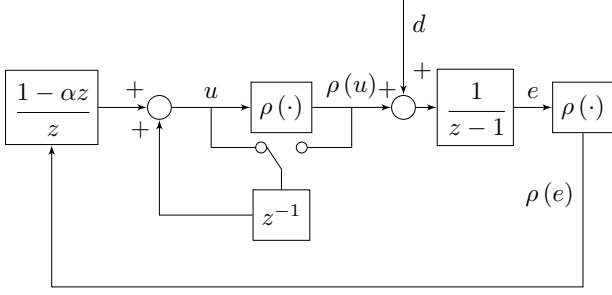 d
1 − αz
z
+
+
u
ρ (·)
ρ (u)
+
+
1
z − 1
e
ρ (·)
z⁻¹
ρ (e)